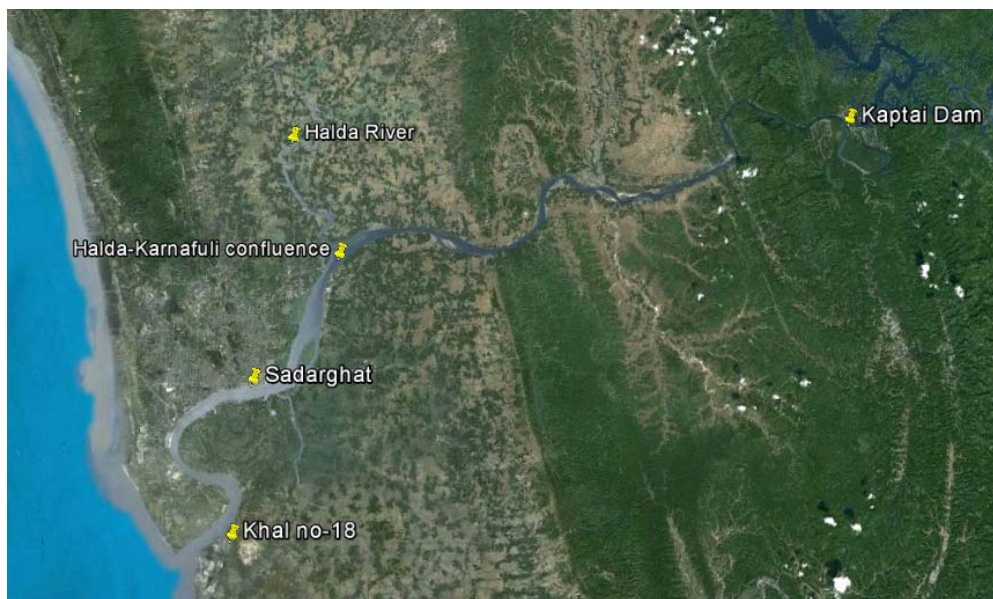 Kaptai Dam
Halda River
Halda-Karnafuli confluence
Sadarghat
Khal no-18